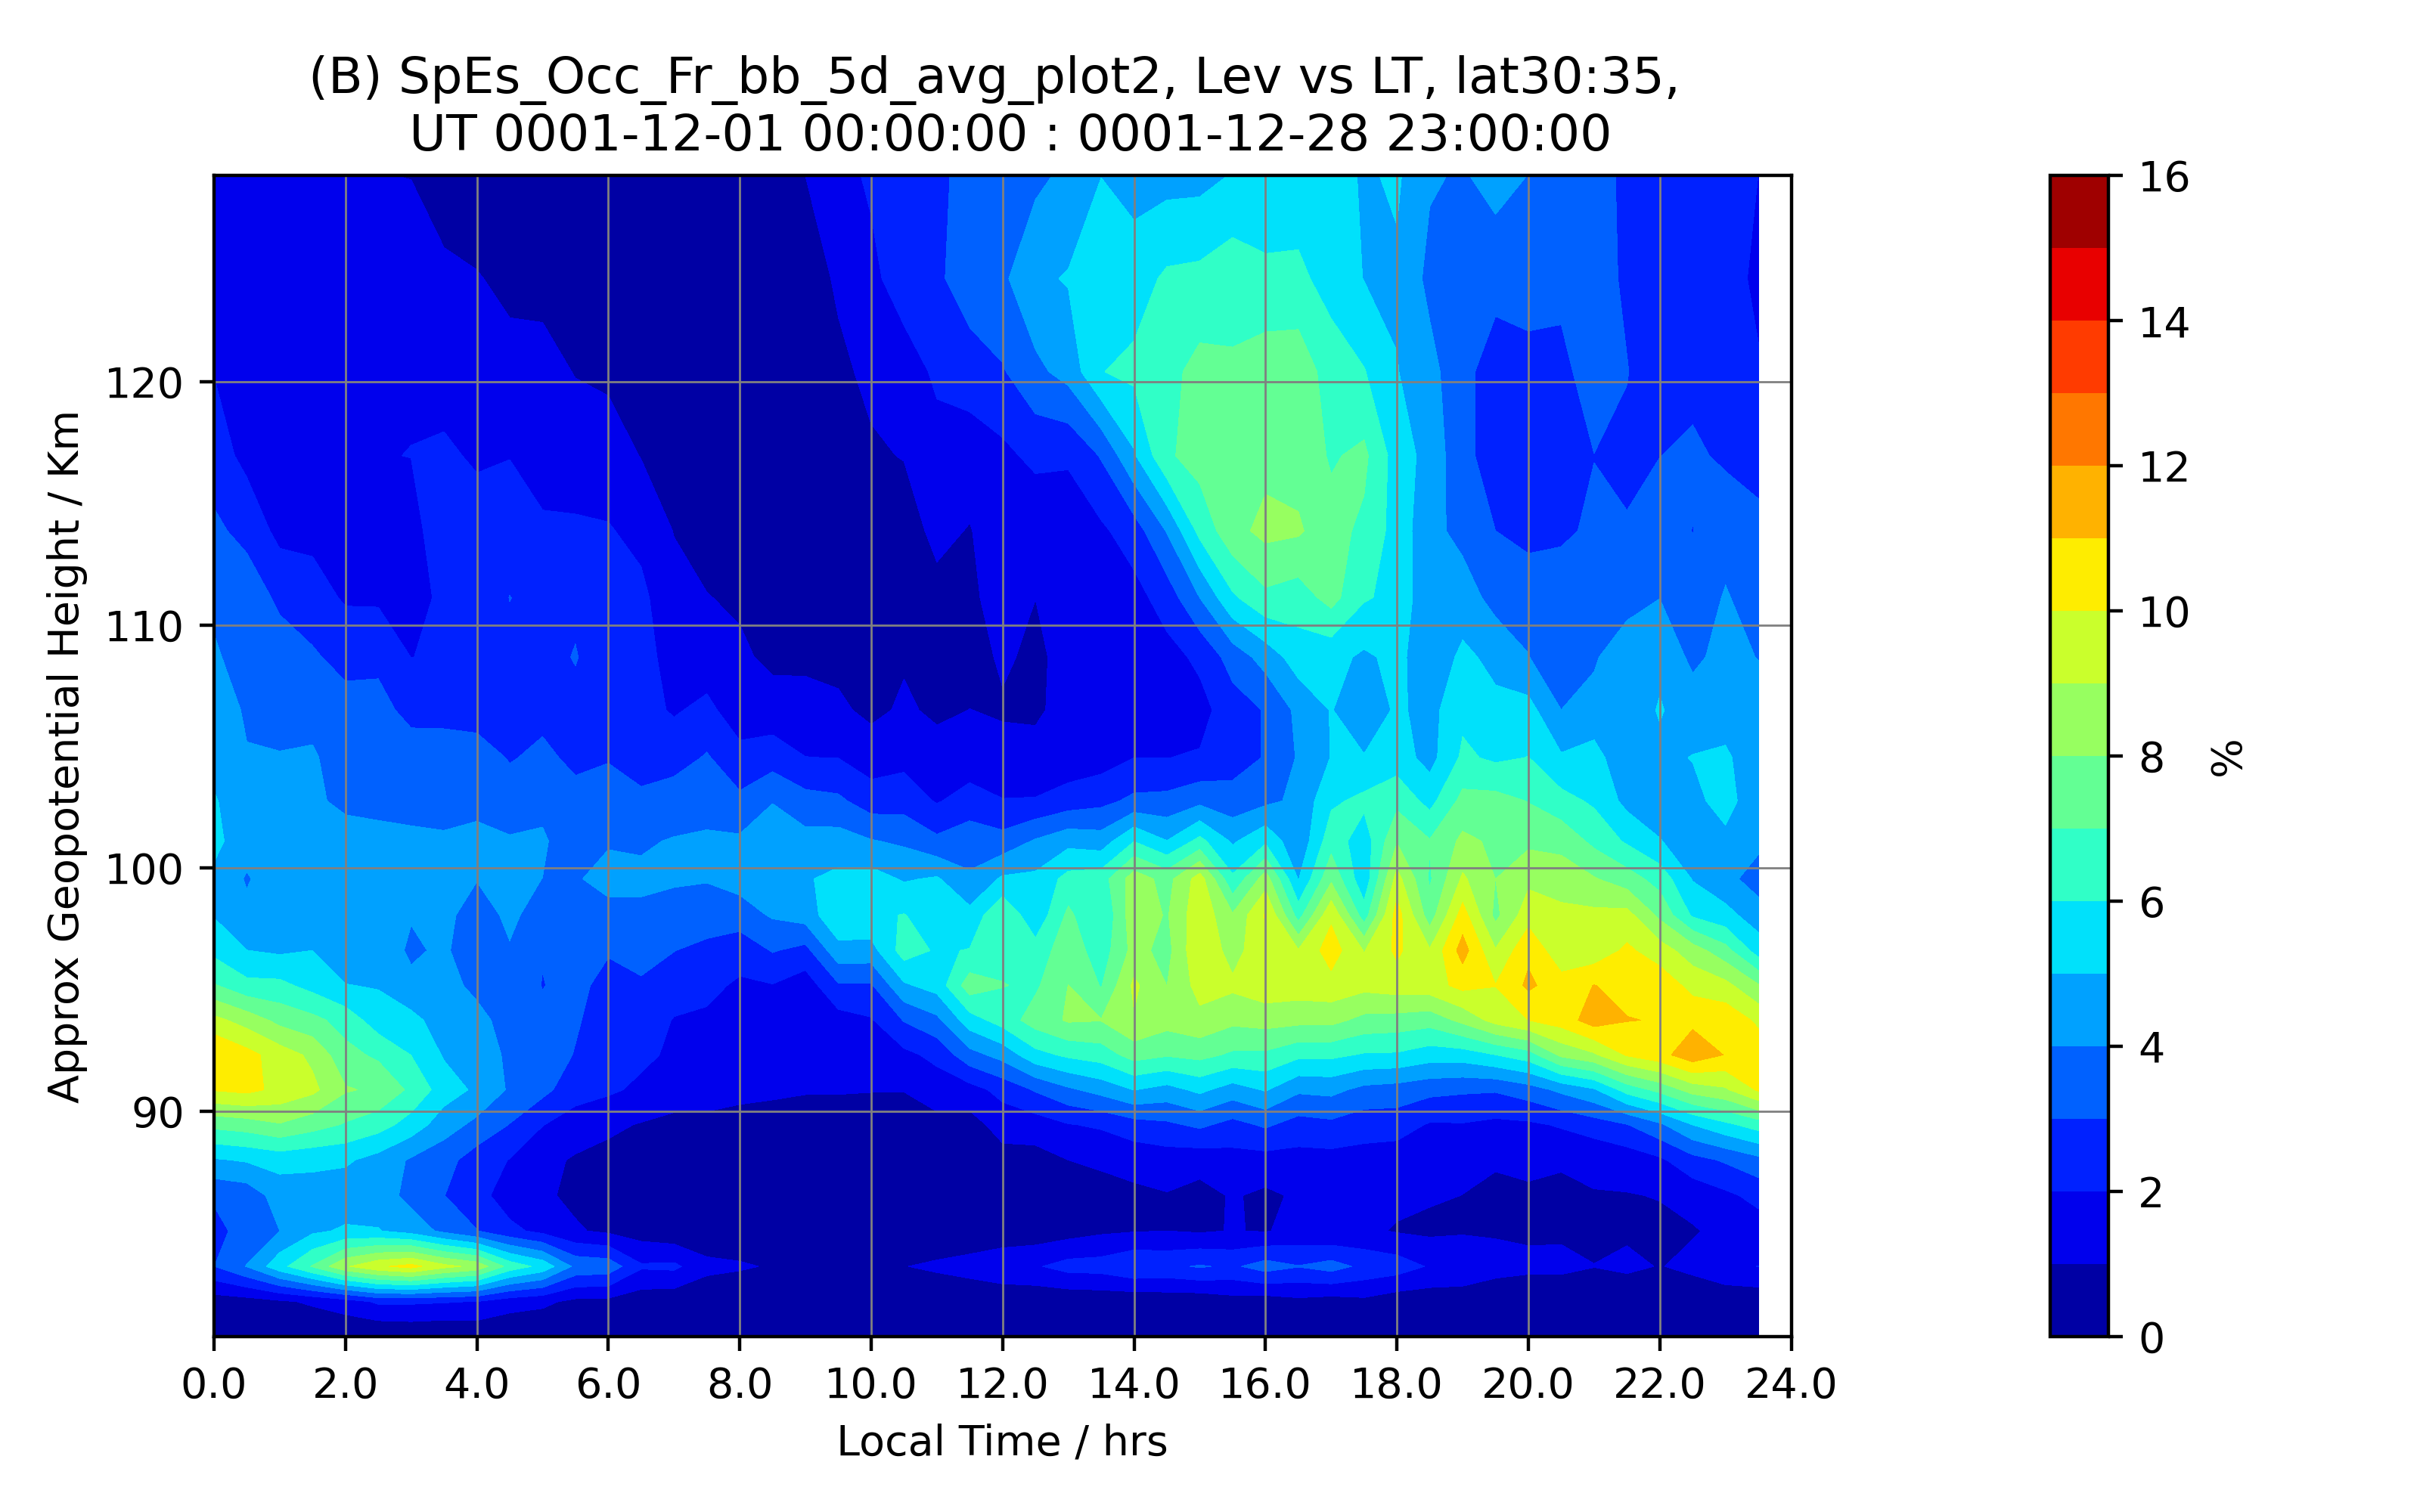 (B) SpEs_Occ_Fr_bb_5d_avg_plot2, Lev vs LT, lat30:35,
UT 0001-12-01 00:00:00 : 0001-12-28 23:00:00
Approx Geopotential Height / Km
120
110
100
90
0.0 2.0 4.0 6.0 8.0 10.0 12.0 14.0 16.0 18.0 20.0 22.0 24.0
Local Time / hrs
16
14
12
10
8
6
4
2
0
%